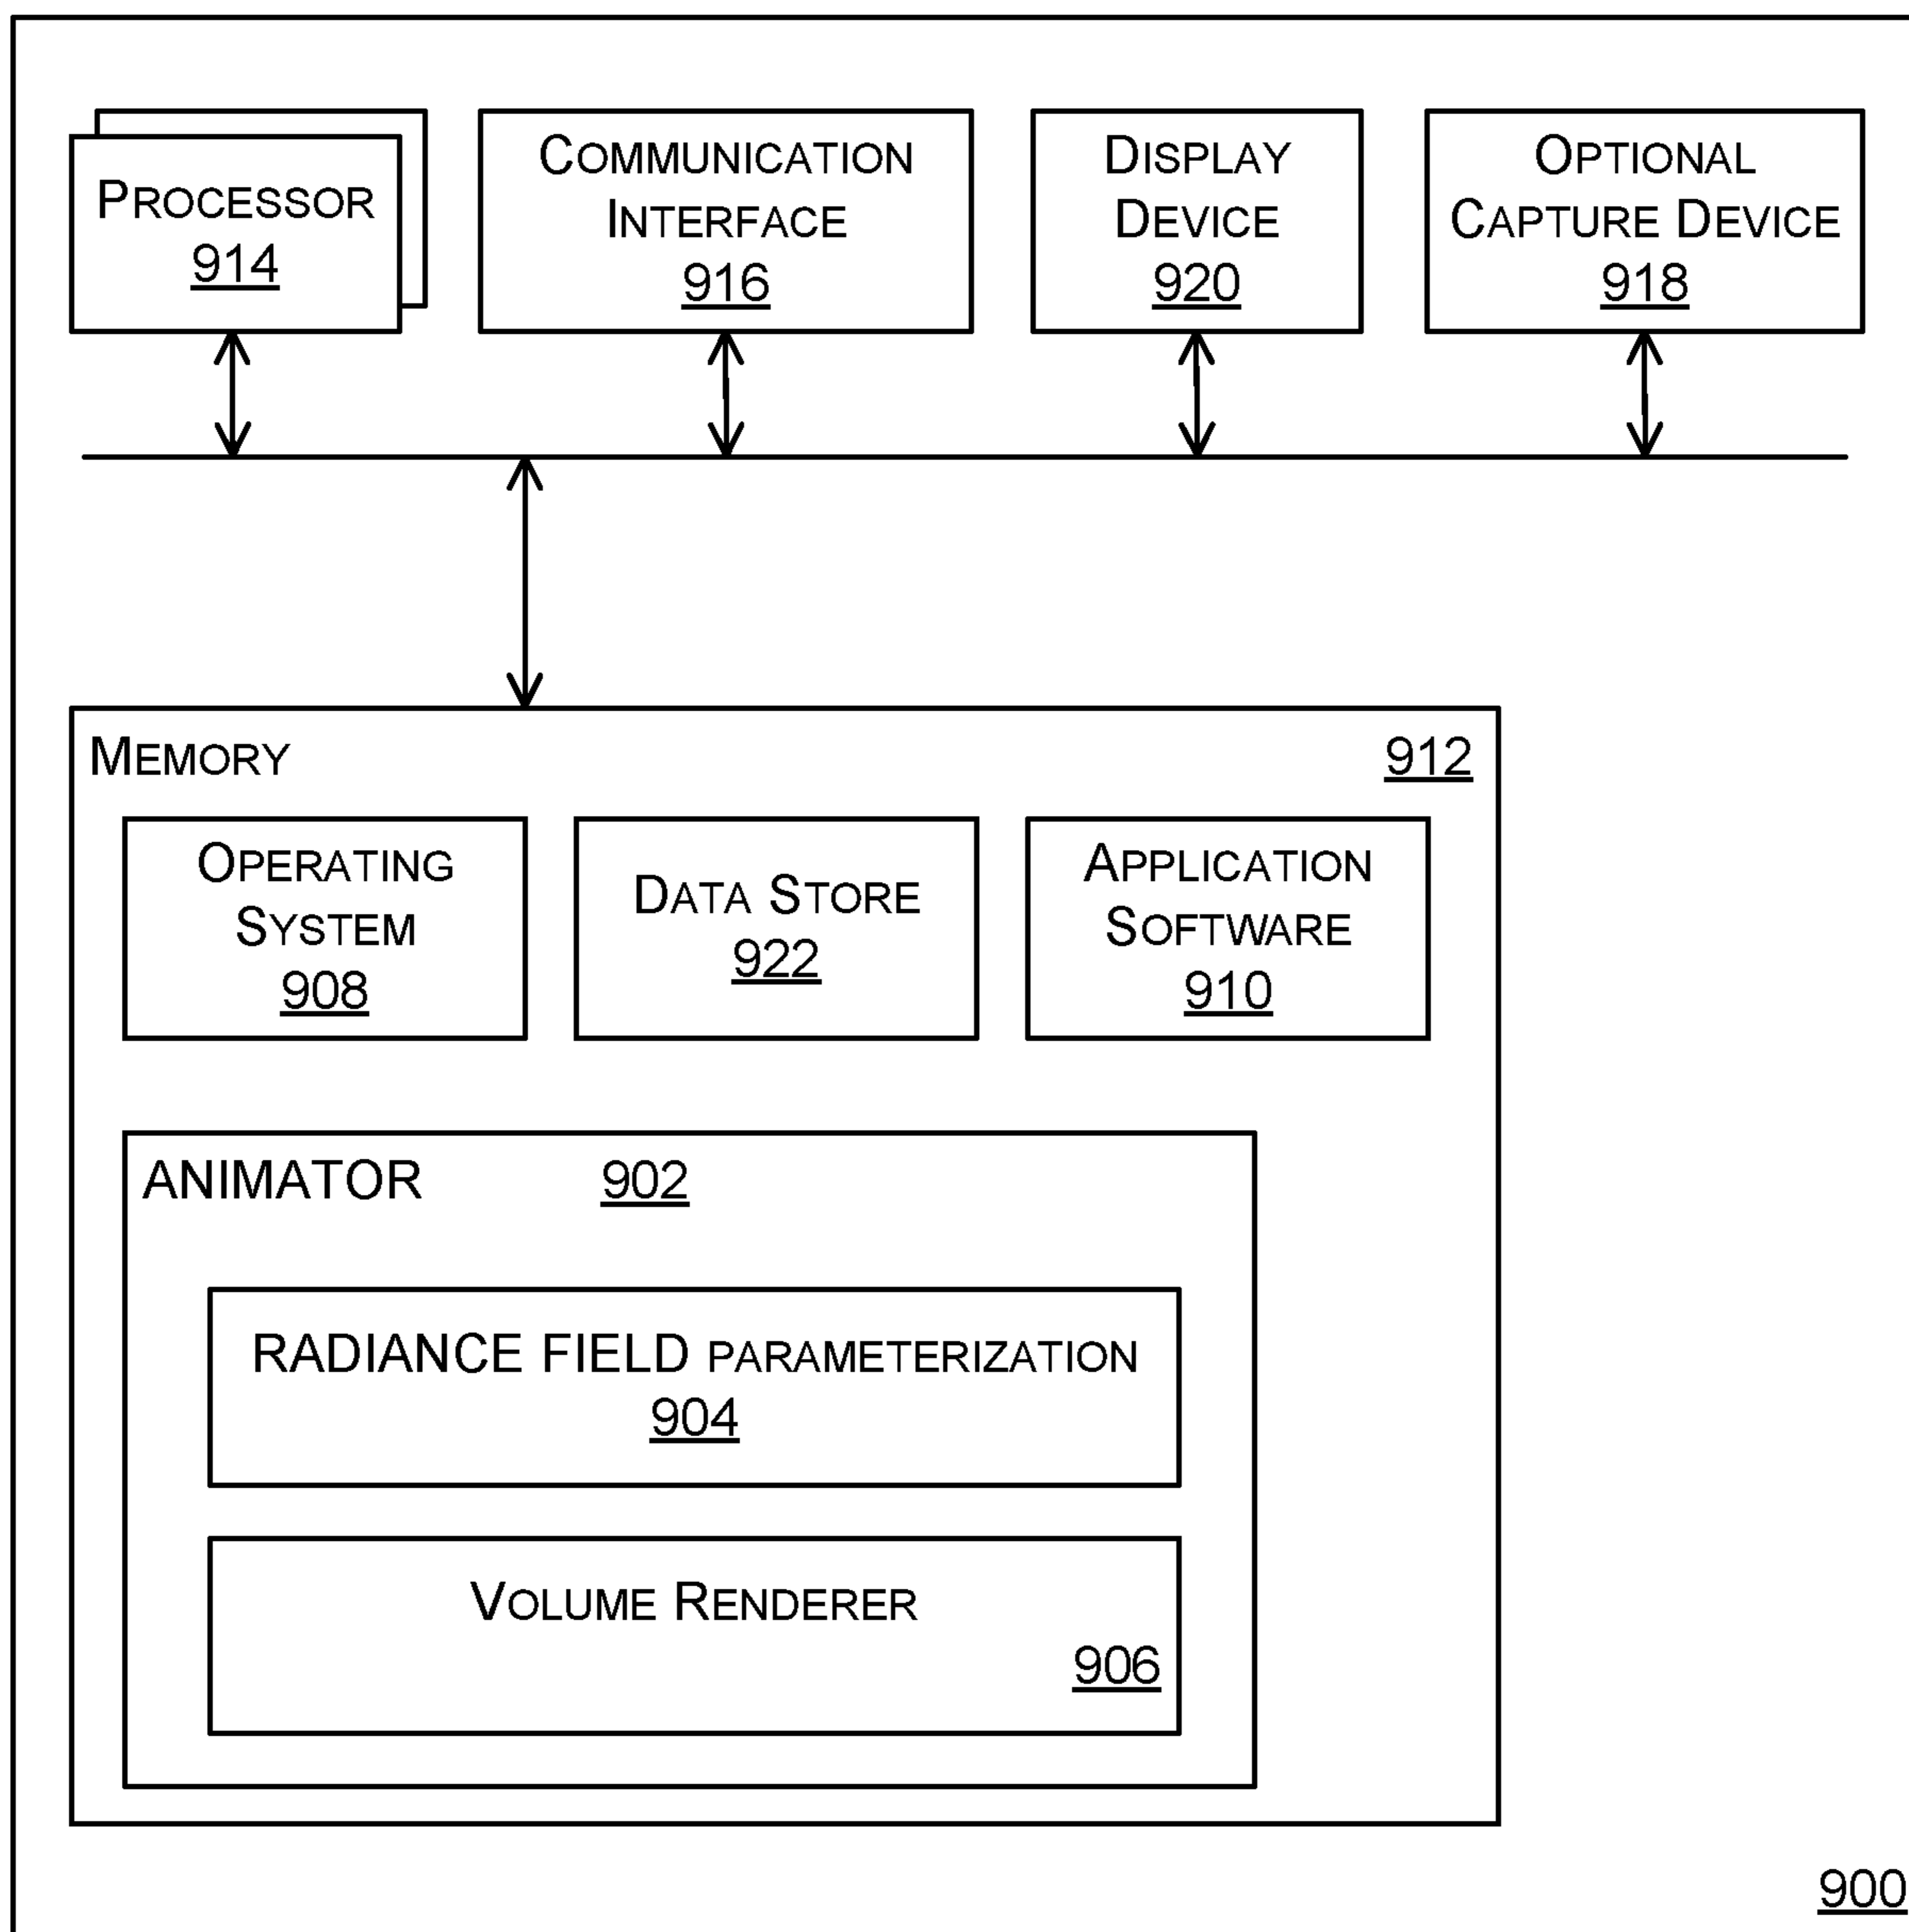 PROCESSOR
914
COMMUNICATION
INTERFACE
916
DISPLAY
DEVICE
920
OPTIONAL
CAPTURE DEVICE
918
MEMORY
912
OPERATING
SYSTEM
908
DATA STORE
922
APPLICATION
SOFTWARE
910
ANIMATOR 902
RADIANCE FIELD PARAMETERIZATION
904
VOLUME RENDERER
906
900